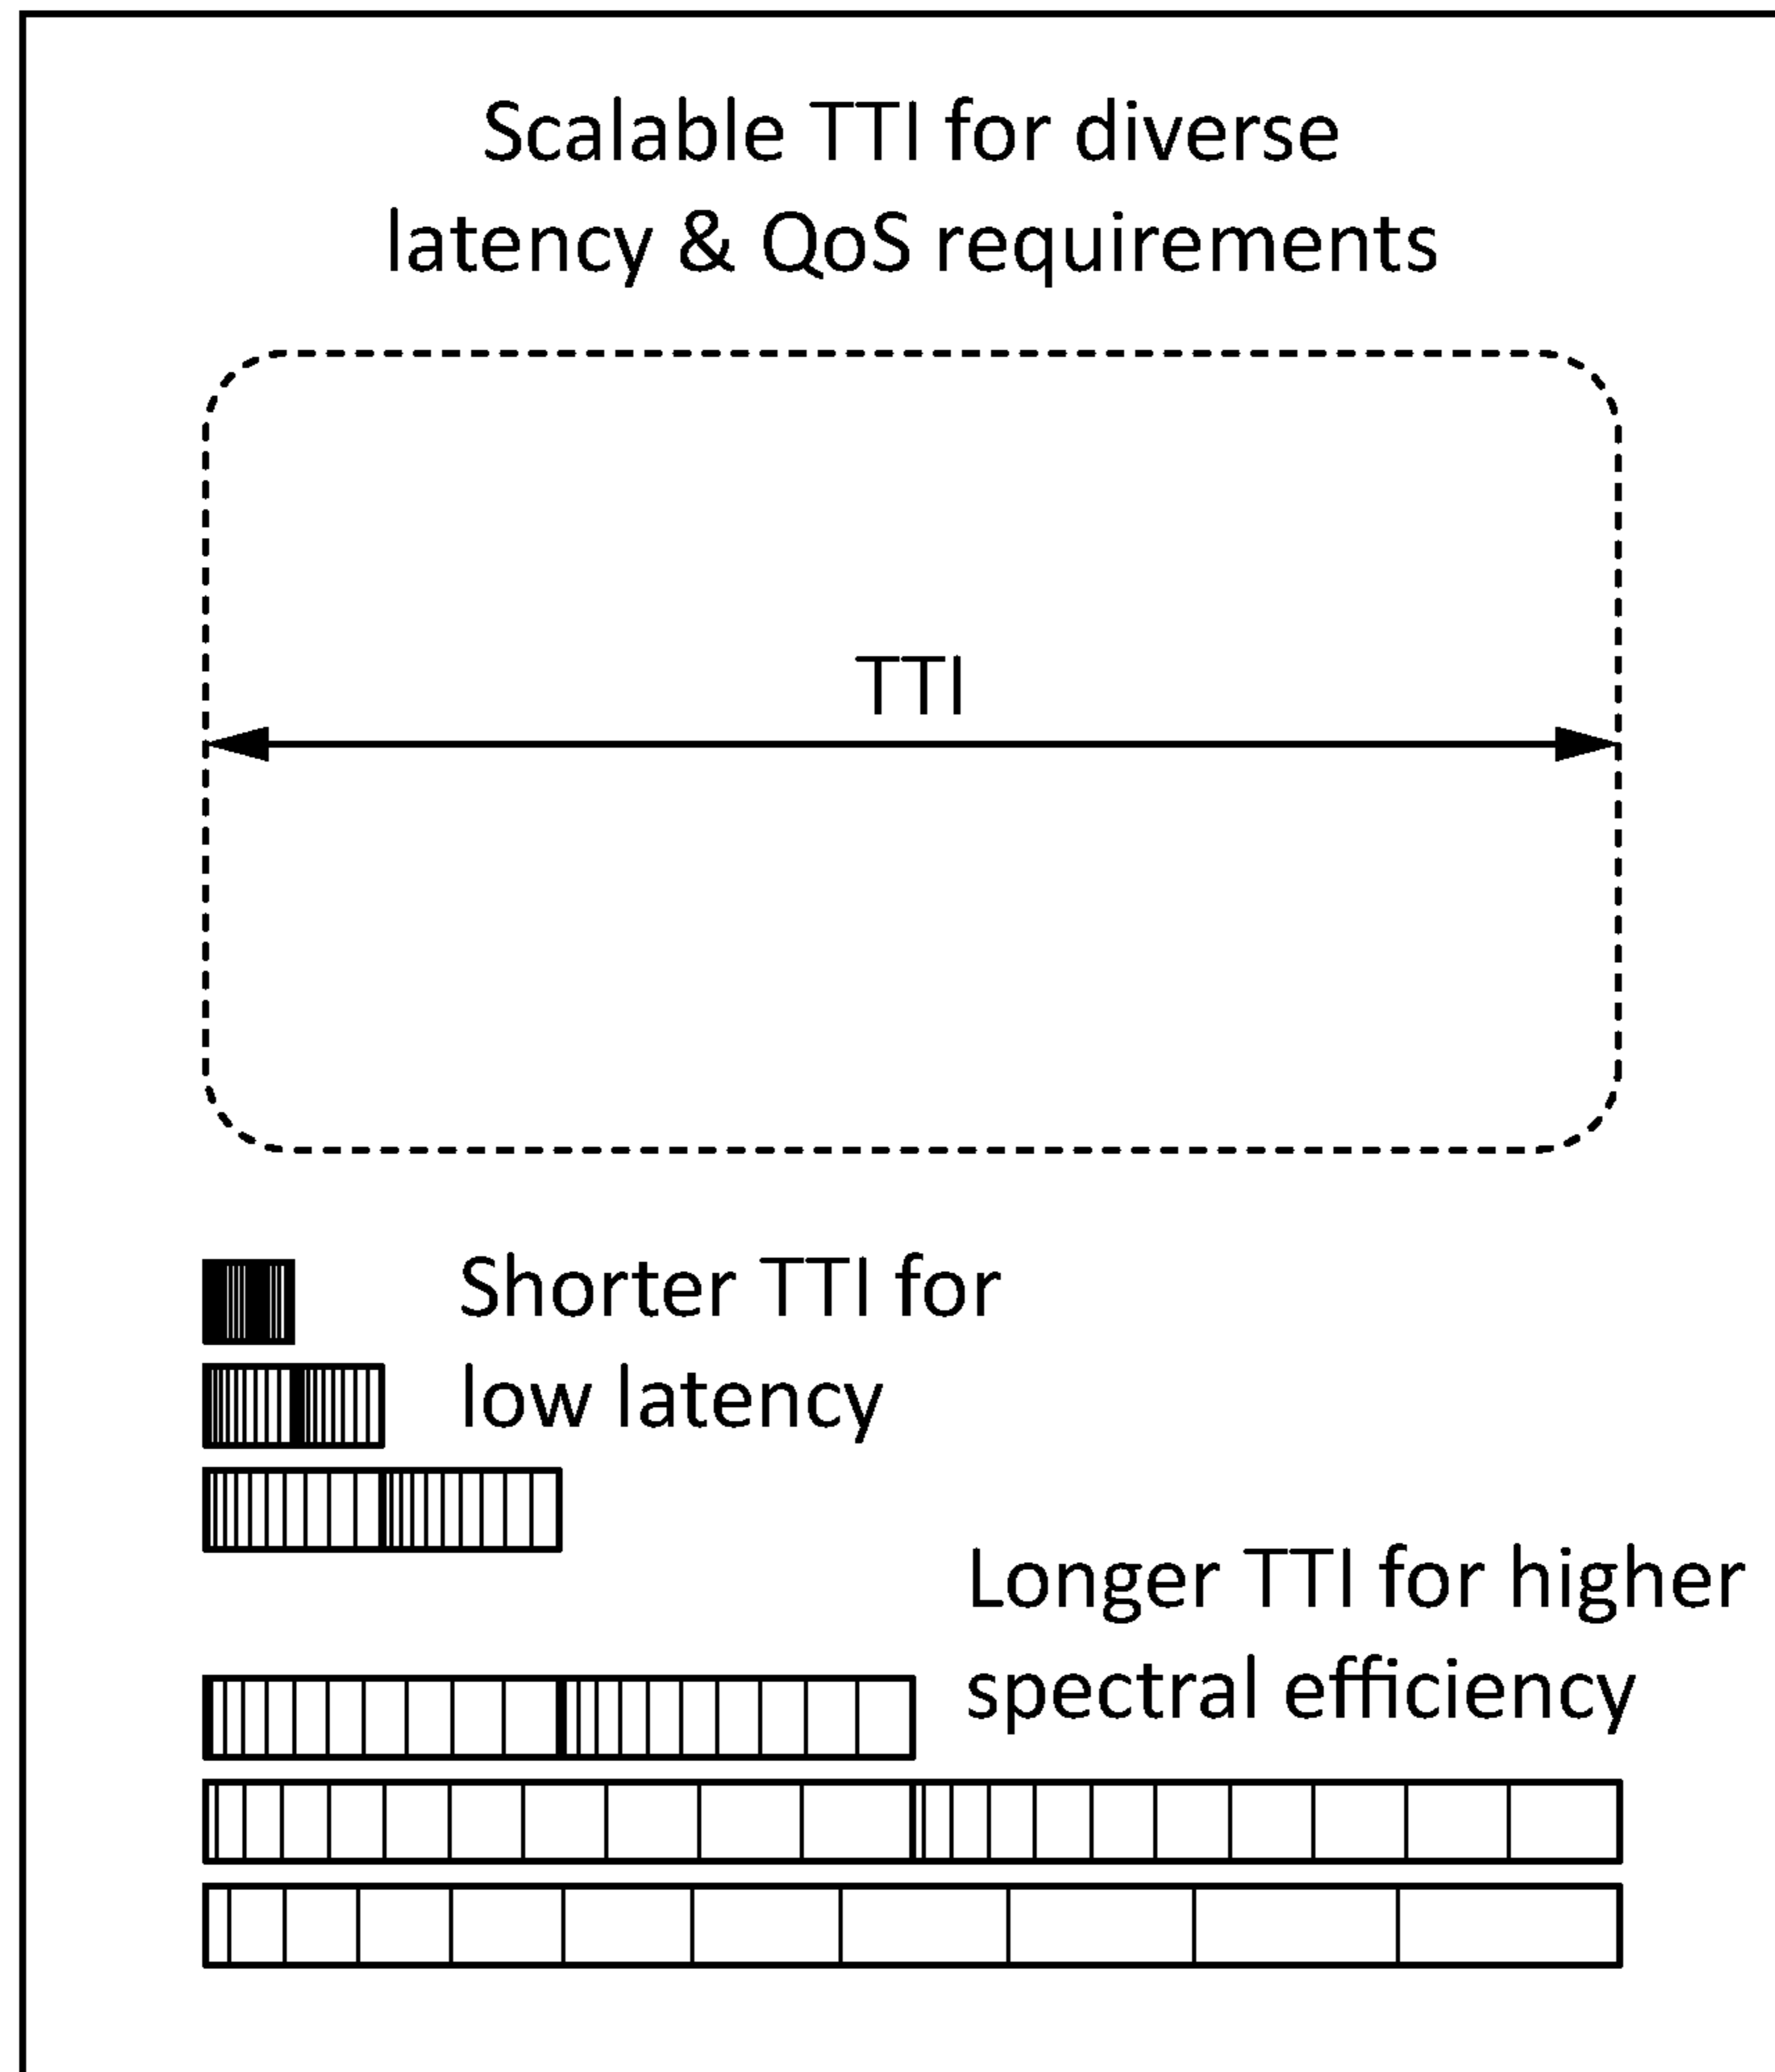 Scalable TTI for diverse
latency & QoS requirements
TTI
Shorter TTI for
low latency
Longer TTI for higher
spectral efficiency